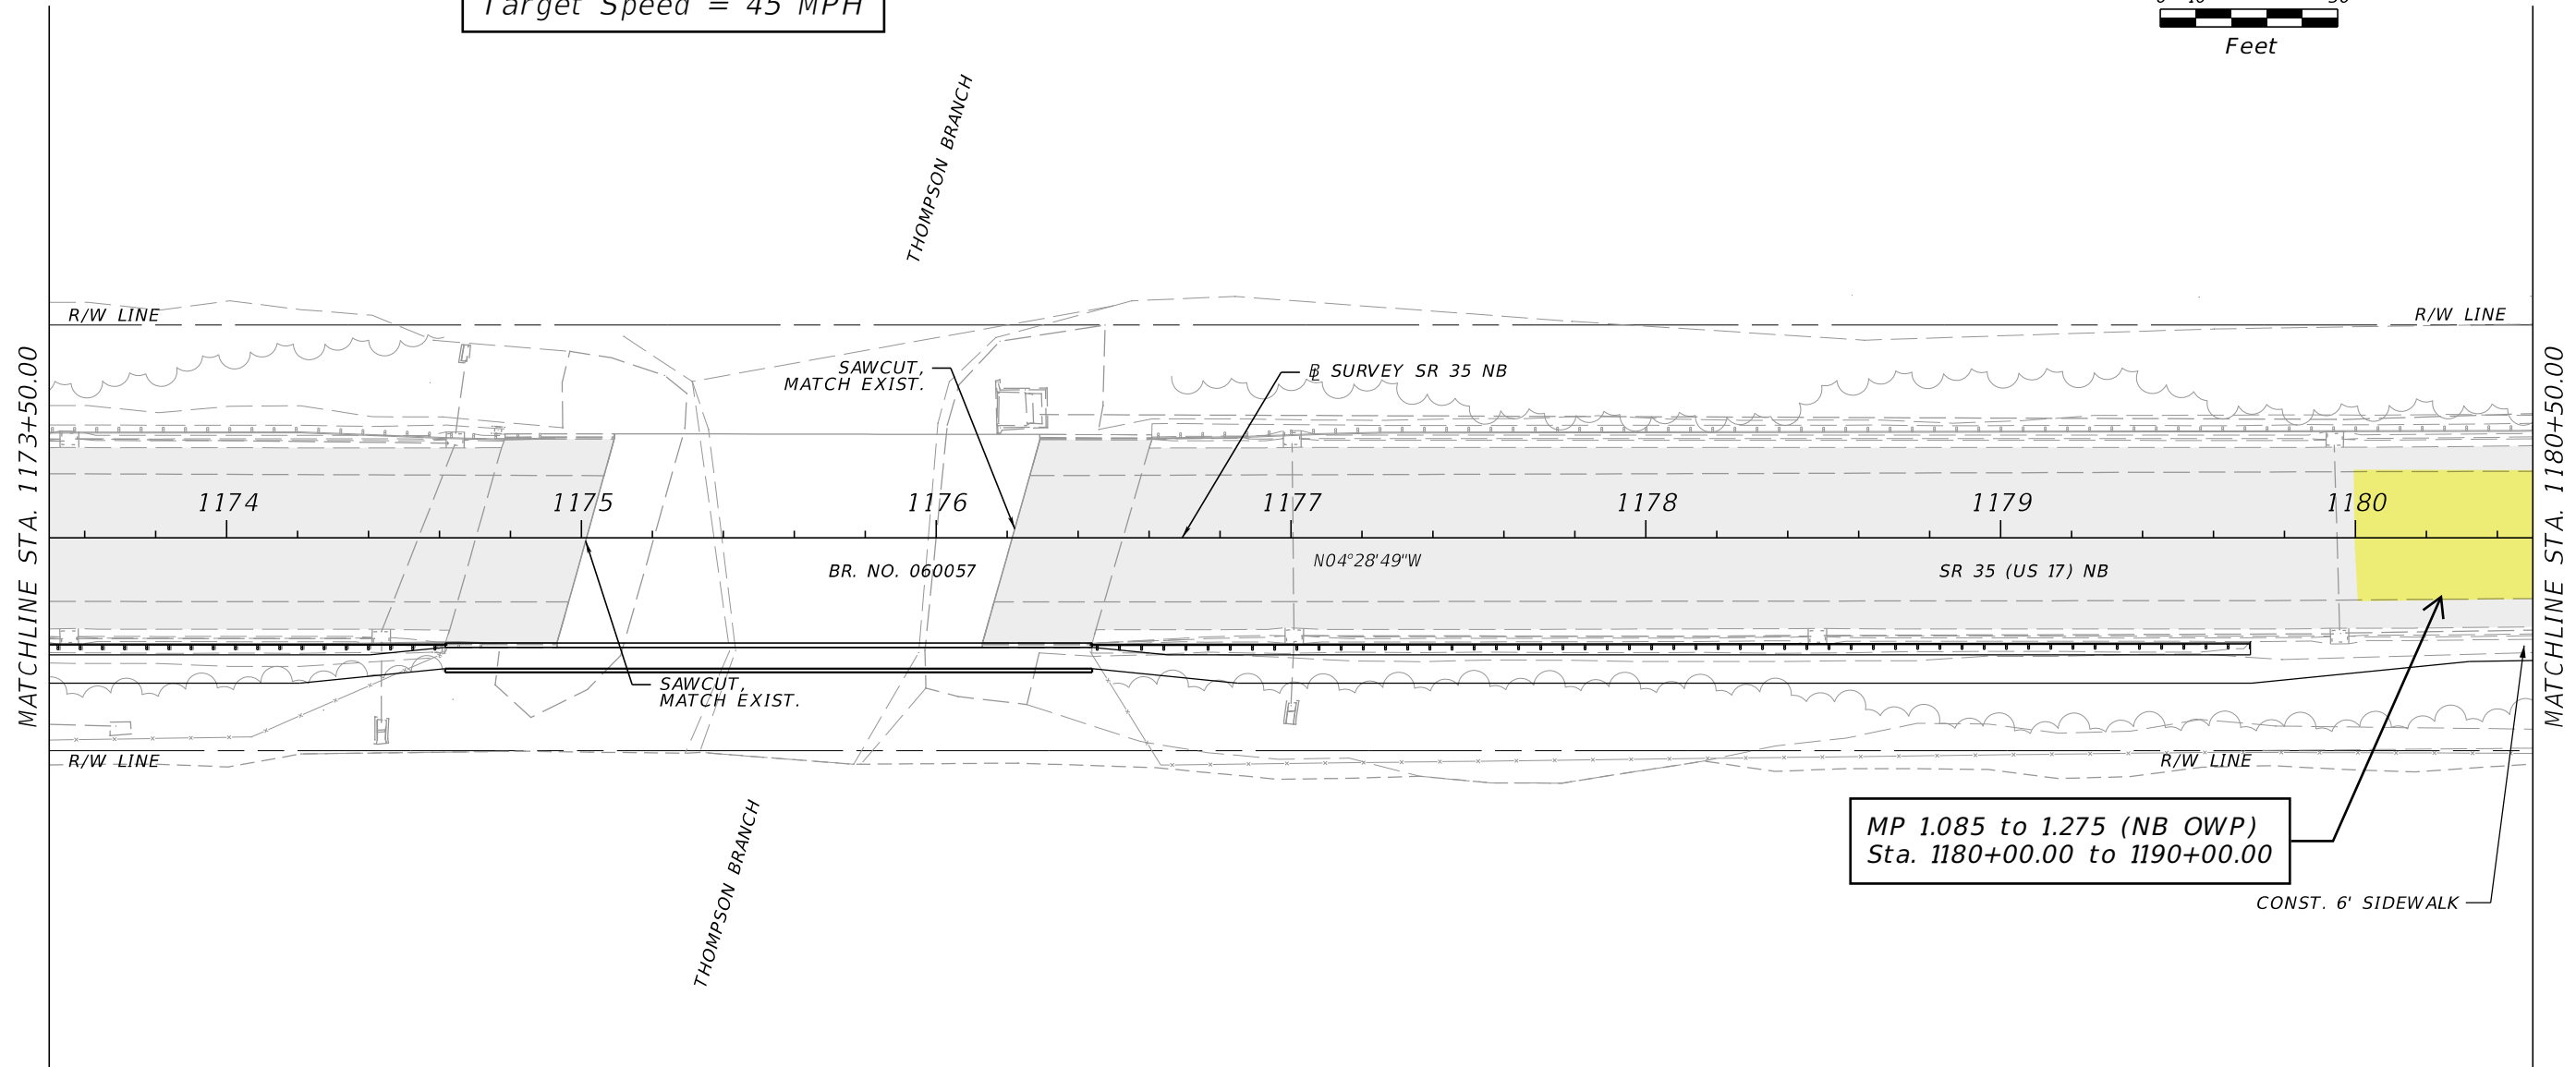 Target Speed = 45 MPH
Feet
THOMPSON BRANCH
R/W LINE
R/W LINE
SAWCUT,
MATCH EXIST.
℄ SURVEY SR 35 NB
MATCHLINE STA. 1173+50.00
MATCHLINE STA. 1180+50.00
1174
1175
1176
1177
1178
1179
1180
BR. NO. 060057
N04°28'49"W
SR 35 (US 17) NB
SAWCUT,
MATCH EXIST.
R/W LINE
R/W LINE
THOMPSON BRANCH
MP 1.085 to 1.275 (NB OWP)
Sta. 1180+00.00 to 1190+00.00
CONST. 6' SIDEWALK